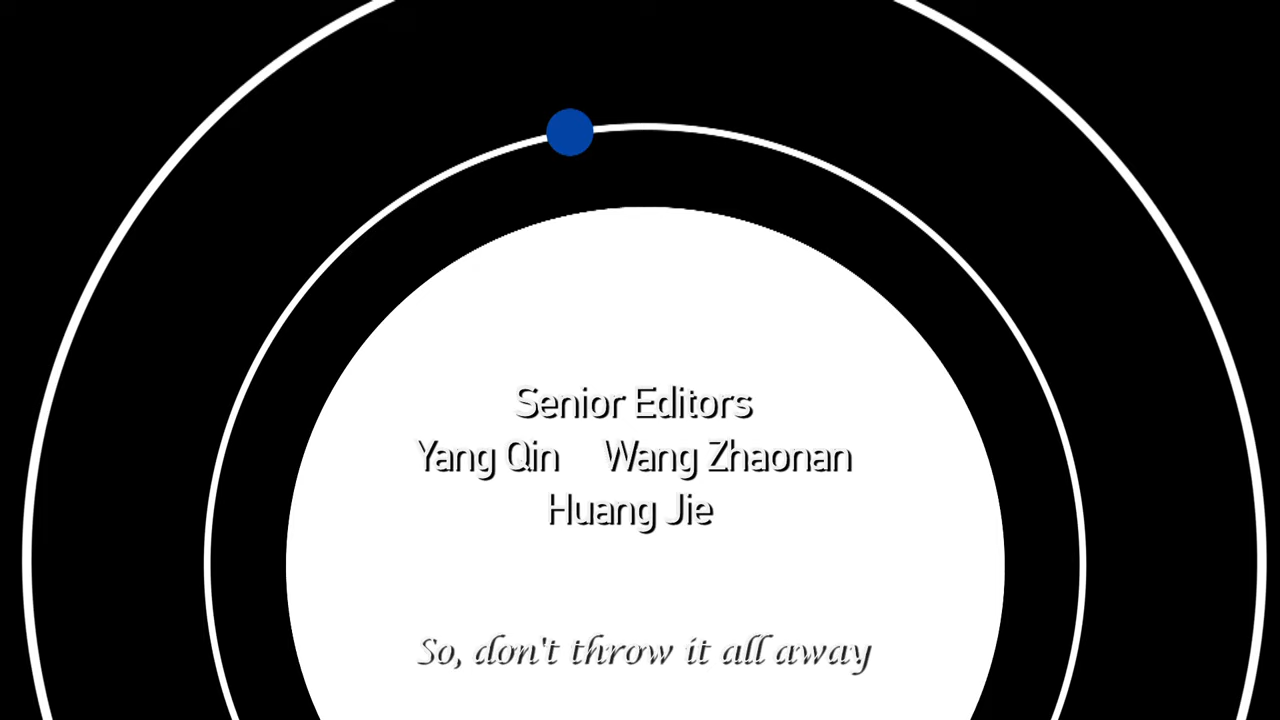 Senior Editors
Yang Qin Wang Zhaonan
Huang Jie
So, don't throw it all away